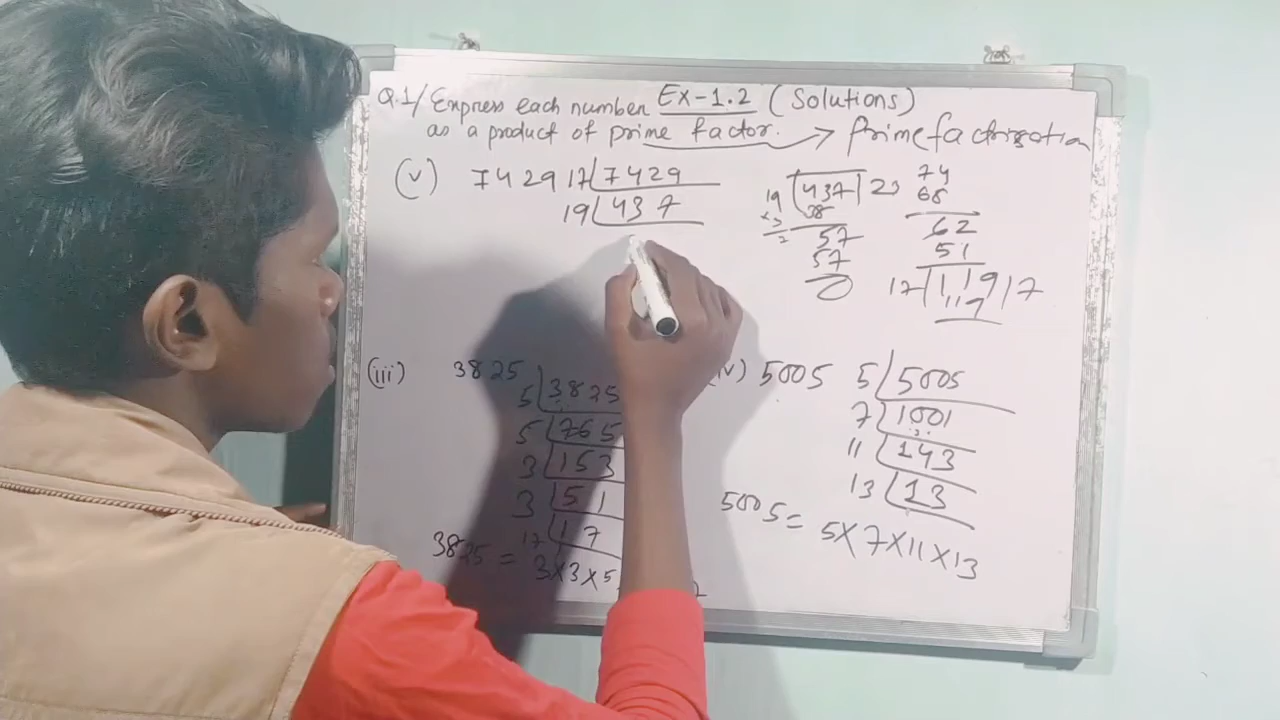 Q.1/ Express each number Ex-1.2 (Solutions)
as a product of prime factor. → Prime factorization
(v) 7429 17 7429
19 437
19 437 23
38
57
57
0
74
68
62
51
17 119 7
119
(iii) 3825
5 3825
5 765
3 153
3 51
17 17
3825 = 3×3×5
(iv) 5005 5 5005
7 1001
11 143
13 13
5005 = 5×7×11×13